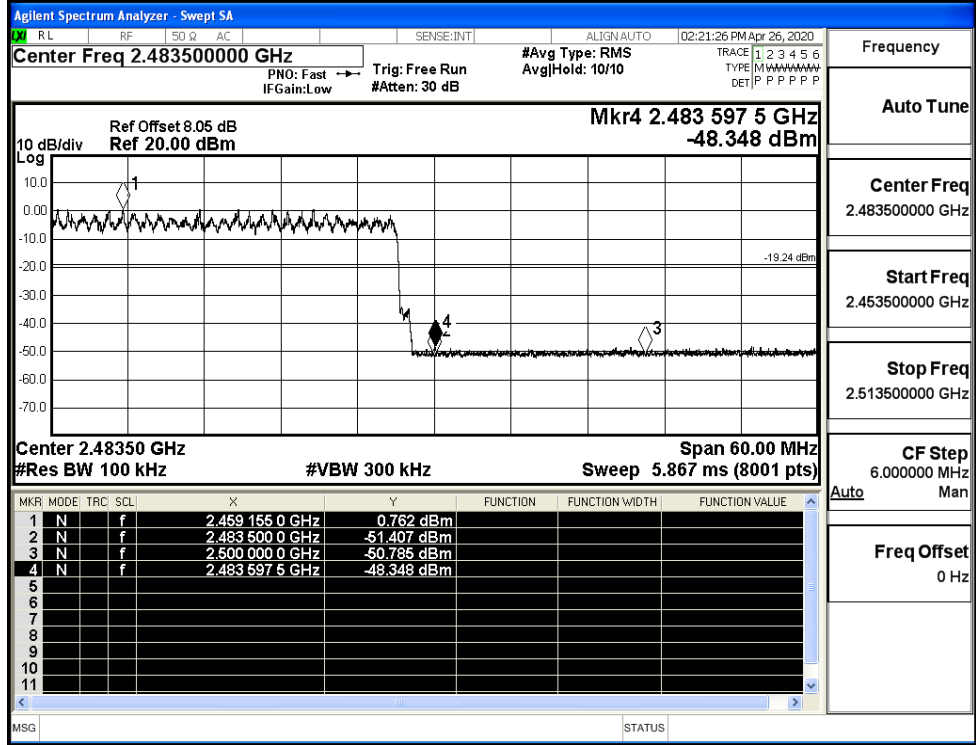 Agilent Spectrum Analyzer - Swept SA
LXI RL RF 50 Ω AC SENSE:INT ALIGN AUTO 02:21:26 PM Apr 26, 2020
Center Freq 2.483500000 GHz
PNO: Fast
IFGain:Low
Trig: Free Run
#Atten: 30 dB
#Avg Type: RMS
Avg|Hold: 10/10
TRACE 1 2 3 4 5 6
TYPE MWWWWW
DET P P P P P P
Ref Offset 8.05 dB
10 dB/div Ref 20.00 dBm
Log
Mkr4 2.483 597 5 GHz
-48.348 dBm
10.0
0.00
-10.0
-20.0
-30.0
-40.0
-50.0
-60.0
-70.0
1
-19.24 dBm
4
2
3
Center 2.48350 GHz Span 60.00 MHz
#Res BW 100 kHz #VBW 300 kHz Sweep 5.867 ms (8001 pts)
MKR MODE TRC SCL X Y FUNCTION FUNCTION WIDTH FUNCTION VALUE
1 N f 2.459 155 0 GHz 0.762 dBm
2 N f 2.483 500 0 GHz -51.407 dBm
3 N f 2.500 000 0 GHz -50.785 dBm
4 N f 2.483 597 5 GHz -48.348 dBm
5
6
7
8
9
10
11
MSG STATUS
Frequency
Auto Tune
Center Freq
2.483500000 GHz
Start Freq
2.453500000 GHz
Stop Freq
2.513500000 GHz
CF Step
6.000000 MHz
Auto Man
Freq Offset
0 Hz